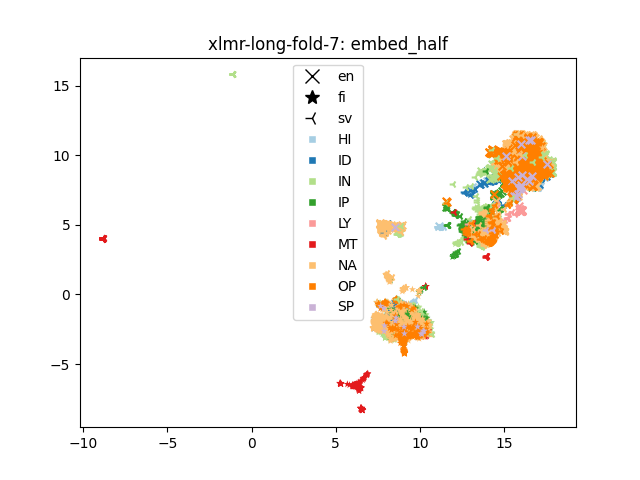 xlmr-long-fold-7: embed_half
en
fi
sv
HI
ID
IN
IP
LY
MT
NA
OP
SP
15
10
5
0
−5
−10
−5
0
5
10
15